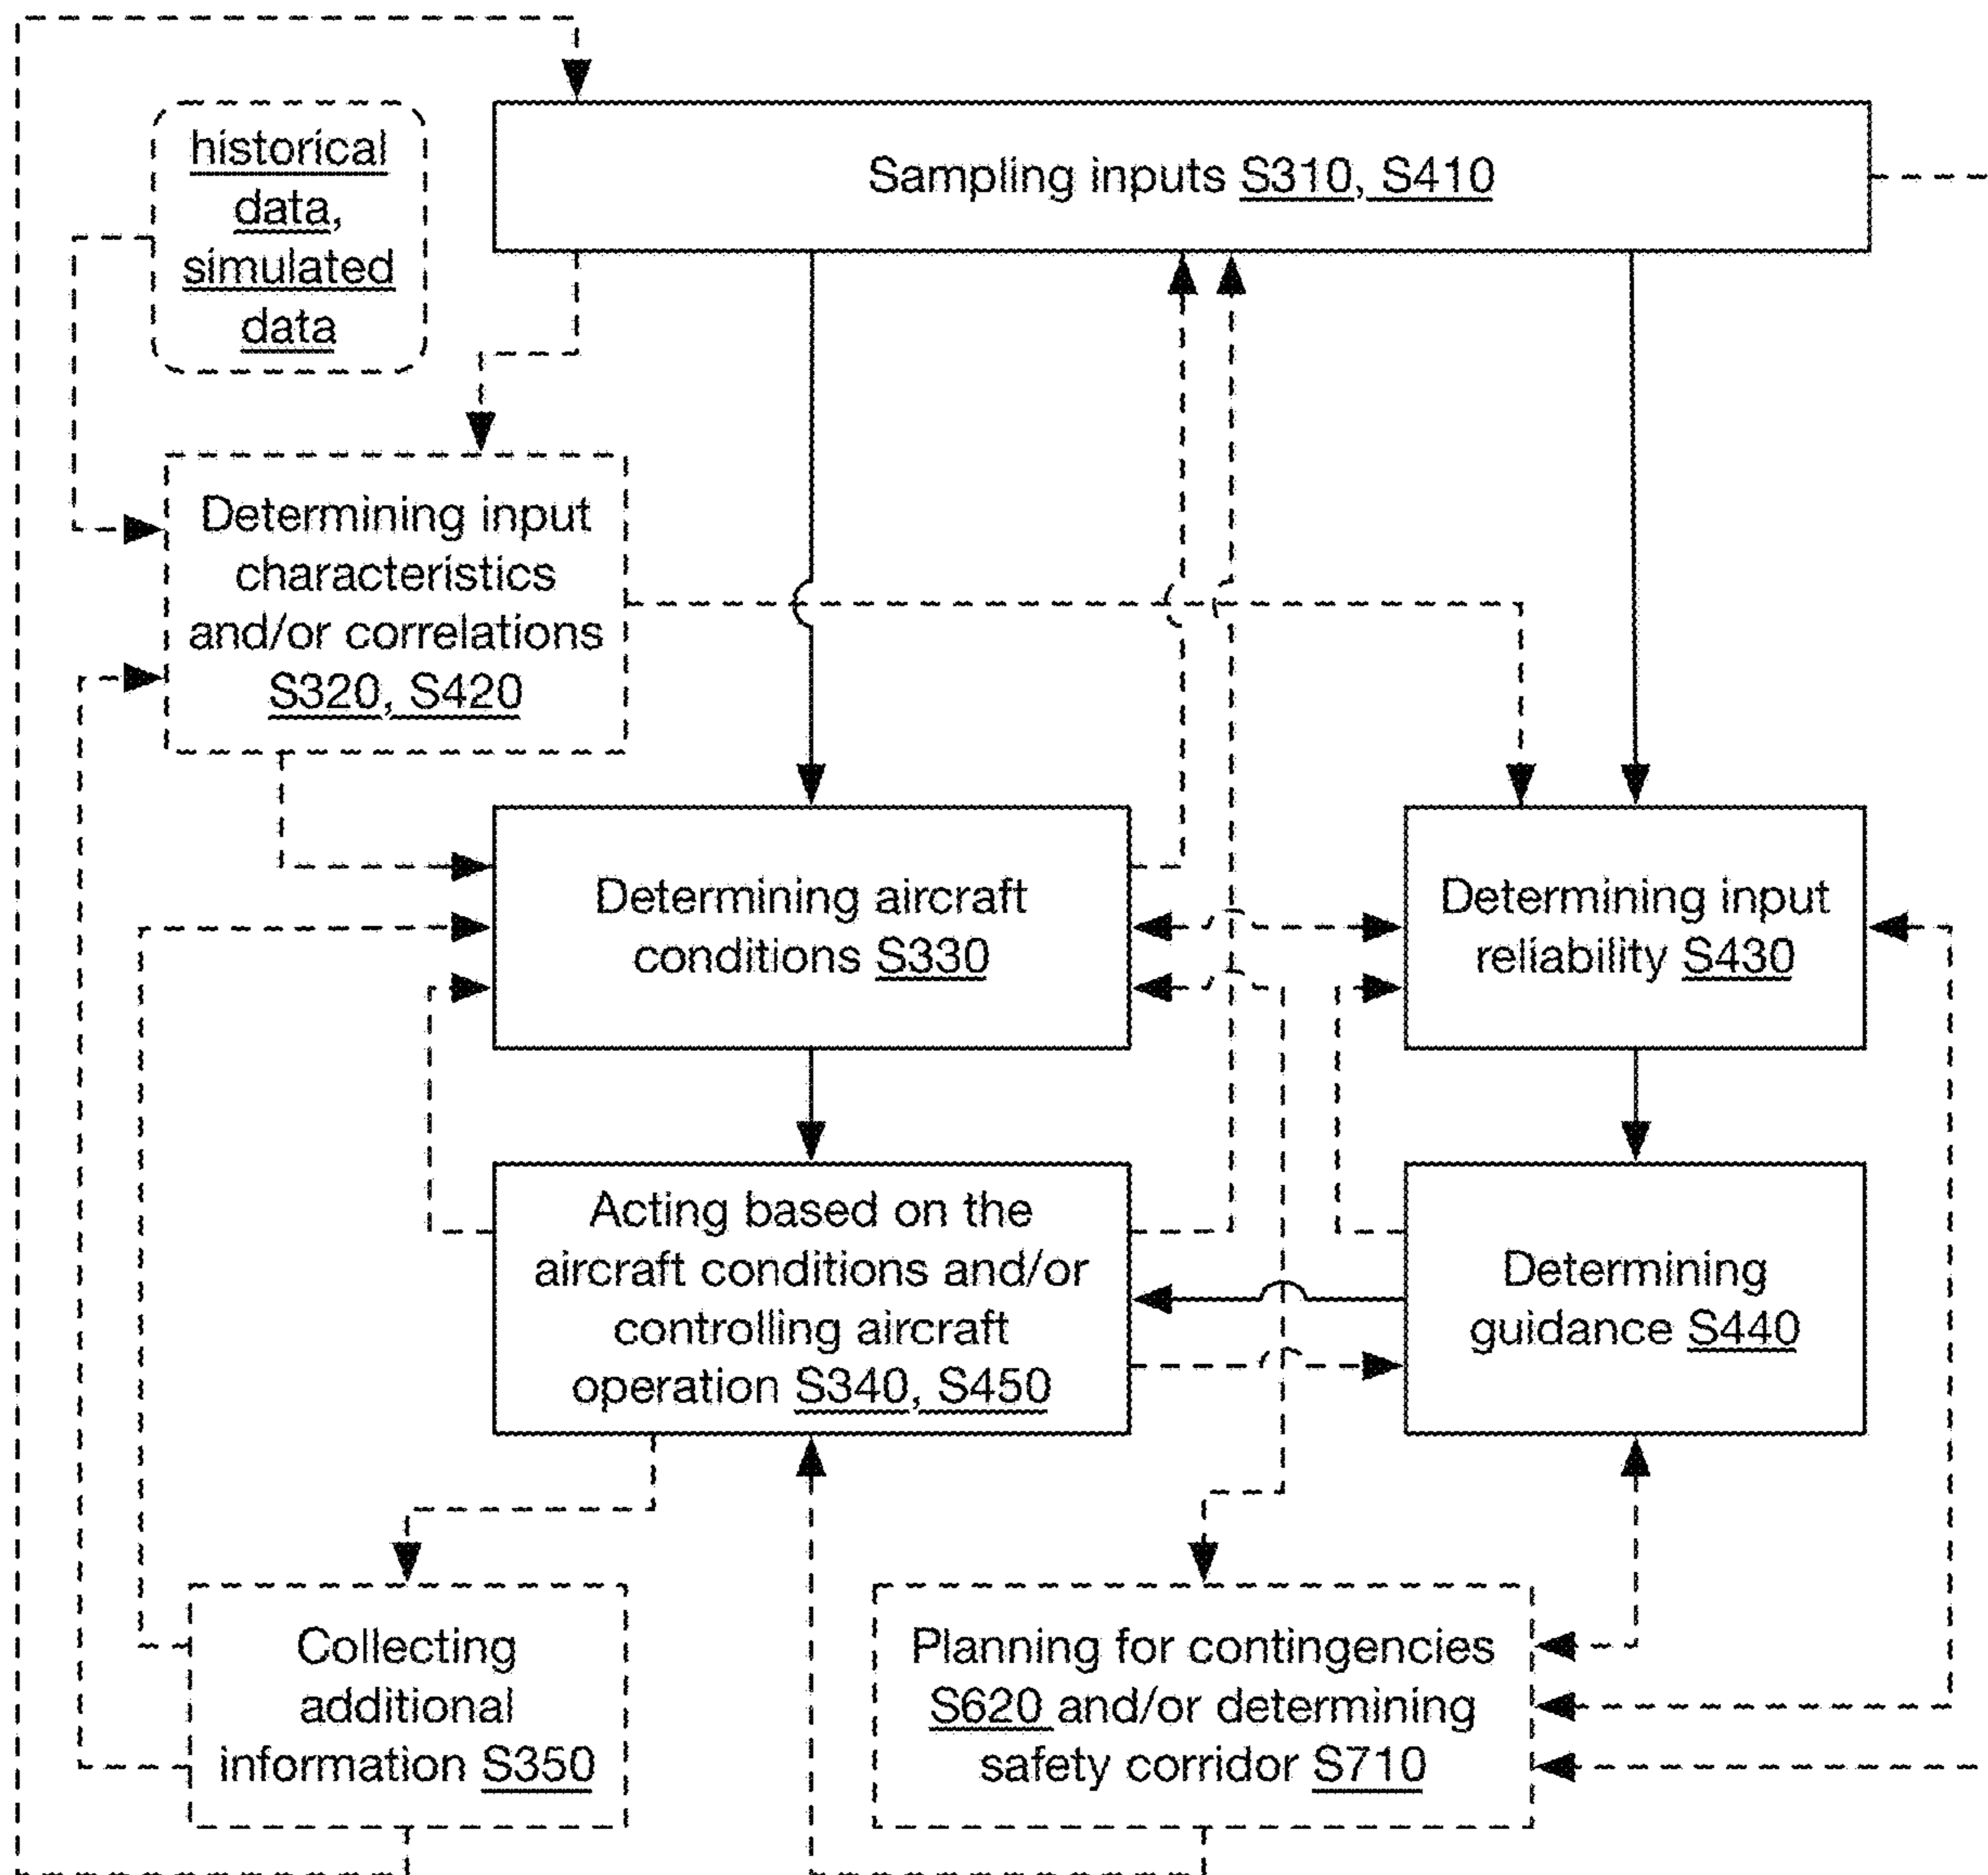 historical
data,
simulated
data
Sampling inputs S310, S410
Determining input
characteristics
and/or correlations
S320, S420
Determining aircraft
conditions S330
Determining input
reliability S430
Acting based on the
aircraft conditions and/or
controlling aircraft
operation S340, S450
Determining
guidance S440
Collecting
additional
information S350
Planning for contingencies
S620 and/or determining
safety corridor S710